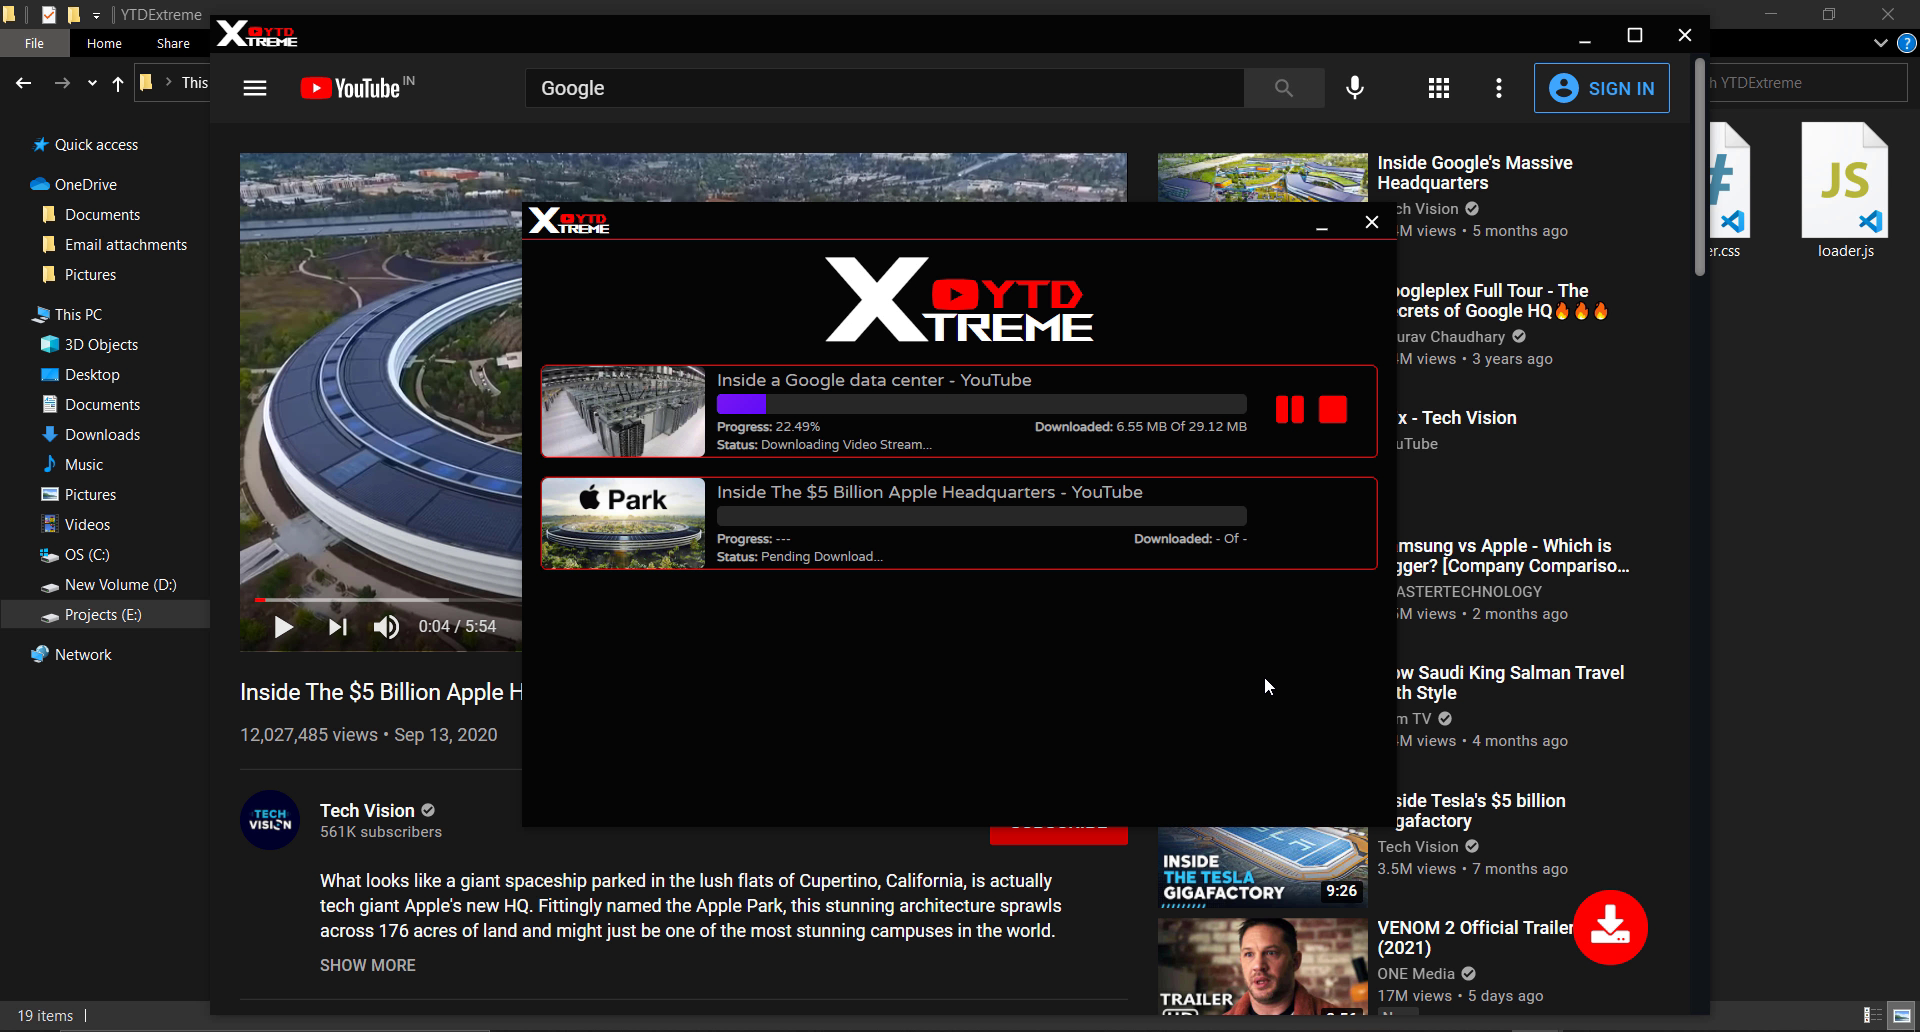 YTDExtreme
File
Home
Share
This
h YTDExtreme
Quick access
OneDrive
Documents
Email attachments
Pictures
This PC
3D Objects
Desktop
Documents
Downloads
Music
Pictures
Videos
OS (C:)
New Volume (D:)
Projects (E:)
Network
19 items
JS
er.css
loader.js
XTREME YTD
YouTube IN
Google
SIGN IN
0:04 / 5:54
Inside The $5 Billion Apple H
12,027,485 views • Sep 13, 2020
TECH VISION
Tech Vision
561K subscribers
What looks like a giant spaceship parked in the lush flats of Cupertino, California, is actually
tech giant Apple's new HQ. Fittingly named the Apple Park, this stunning architecture sprawls
across 176 acres of land and might just be one of the most stunning campuses in the world.
SHOW MORE
XTREME YTD
XTREME YTD
Inside a Google data center - YouTube
Progress: 22.49%
Downloaded: 6.55 MB Of 29.12 MB
Status: Downloading Video Stream...
Park
Inside The $5 Billion Apple Headquarters - YouTube
Progress: ---
Downloaded: - Of -
Status: Pending Download...
Inside Google's Massive
Headquarters
ch Vision
M views • 5 months ago
ogleplex Full Tour - The
crets of Google HQ🔥🔥🔥
urav Chaudhary
M views • 3 years ago
x - Tech Vision
uTube
msung vs Apple - Which is
gger? [Company Compariso...
ASTERTECHNOLOGY
M views • 2 months ago
ow Saudi King Salman Travel
th Style
m TV
M views • 4 months ago
side Tesla's $5 billion
gafactory
Tech Vision
3.5M views • 7 months ago
INSIDE
THE TESLA
GIGAFACTORY
9:26
VENOM 2 Official Trailer
(2021)
ONE Media
17M views • 5 days ago
TRAILER